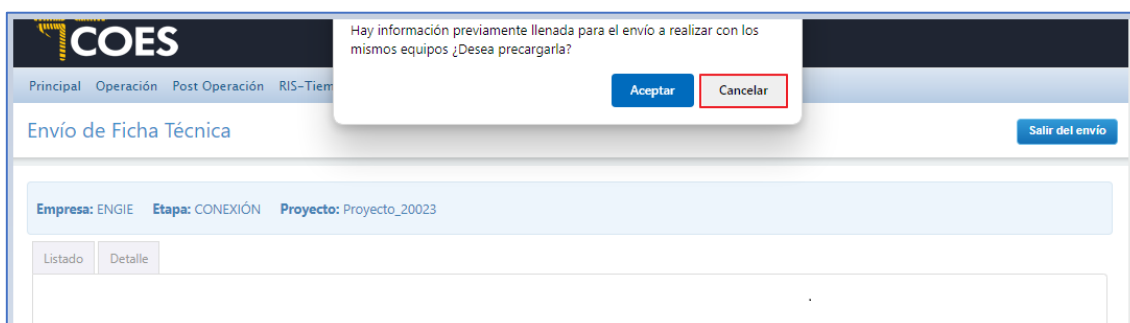 COES
Hay información previamente llenada para el envío a realizar con los
mismos equipos ¿Desea precargarla?
Aceptar Cancelar
Principal Operación Post Operación RIS-Tiem
Envío de Ficha Técnica
Salir del envío
Empresa: ENGIE Etapa: CONEXIÓN Proyecto: Proyecto_20023
Listado Detalle